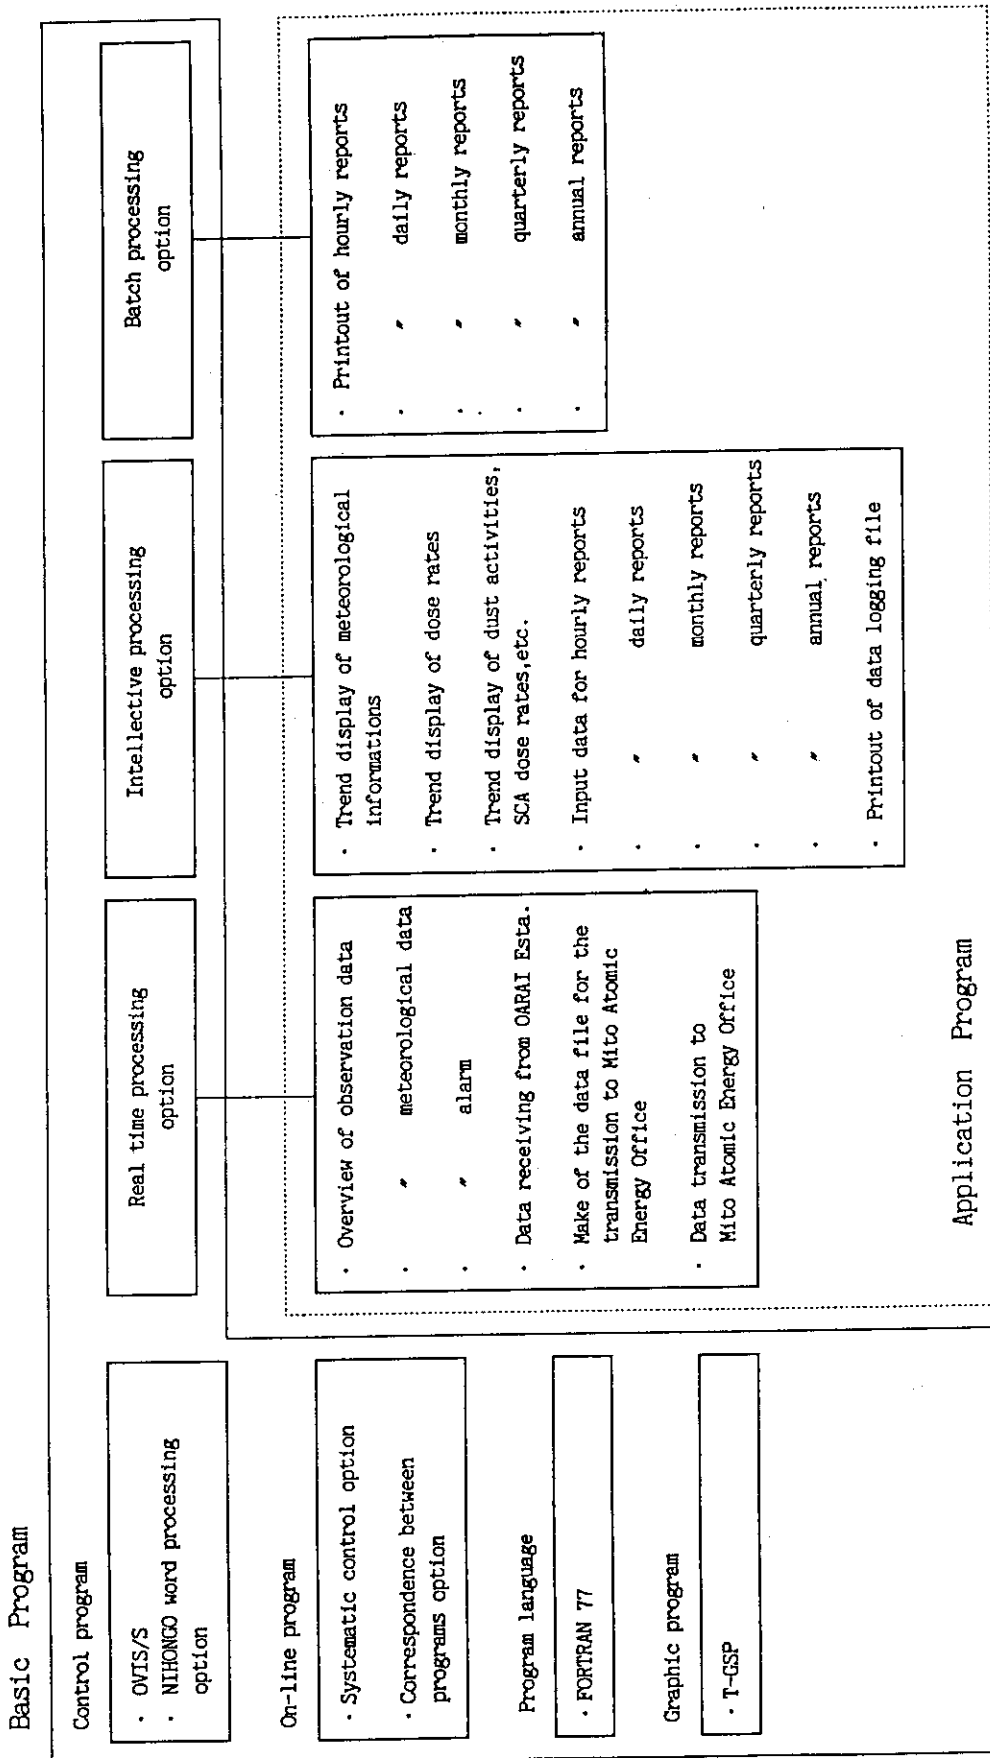 Basic Program
Control program
· OVIS/S
· NIHONGO word processing
option
On-line program
· Systematic control option
· Correspondence between
programs option
Program language
· FORTRAN 77
Graphic program
· T-GSP
Real time processing
option
· Overview of observation data
· 〃 meteorological data
· 〃 alarm
· Data receiving from OARAI Esta.
· Make of the data file for the
transmission to Mito Atomic
Energy Office
· Data transmission to
Mito Atomic Energy Office
Intellective processing
option
· Trend display of meteorological
informations
· Trend display of dose rates
· Trend display of dust activities,
SCA dose rates,etc.
· Input data for hourly reports
· 〃 daily reports
· 〃 monthly reports
· 〃 quarterly reports
· 〃 annual reports
· Printout of data logging file
Batch processing
option
· Printout of hourly reports
· 〃 daily reports
· 〃 monthly reports
· 〃 quarterly reports
· 〃 annual reports
Application Program